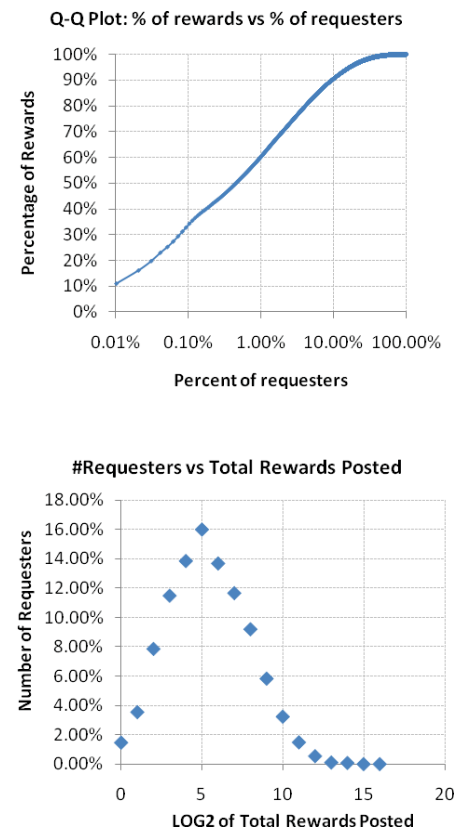 Q-Q Plot: % of rewards vs % of requesters
Percentage of Rewards
100%
90%
80%
70%
60%
50%
40%
30%
20%
10%
0%
0.01% 0.10% 1.00% 10.00% 100.00%
Percent of requesters
#Requesters vs Total Rewards Posted
Number of Requesters
18.00%
16.00%
14.00%
12.00%
10.00%
8.00%
6.00%
4.00%
2.00%
0.00%
0 5 10 15 20
LOG2 of Total Rewards Posted